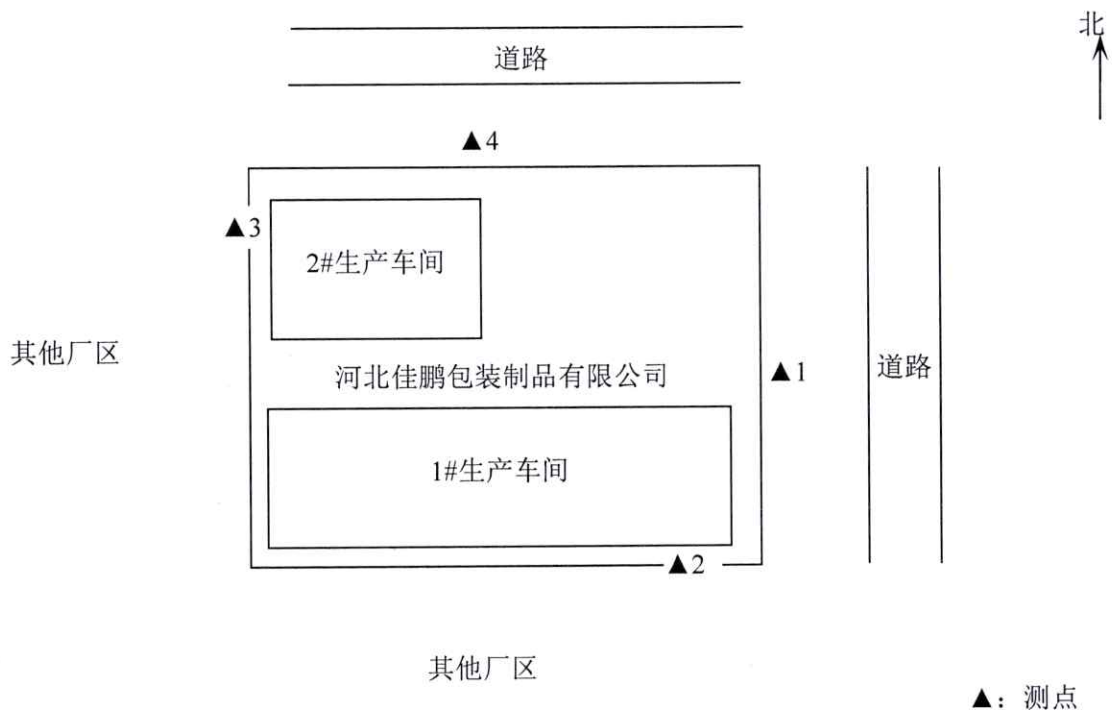 北
道路
▲4
▲3
2#生产车间
其他厂区
河北佳鹏包装制品有限公司
▲1
道路
1#生产车间
▲2
其他厂区
▲：测点